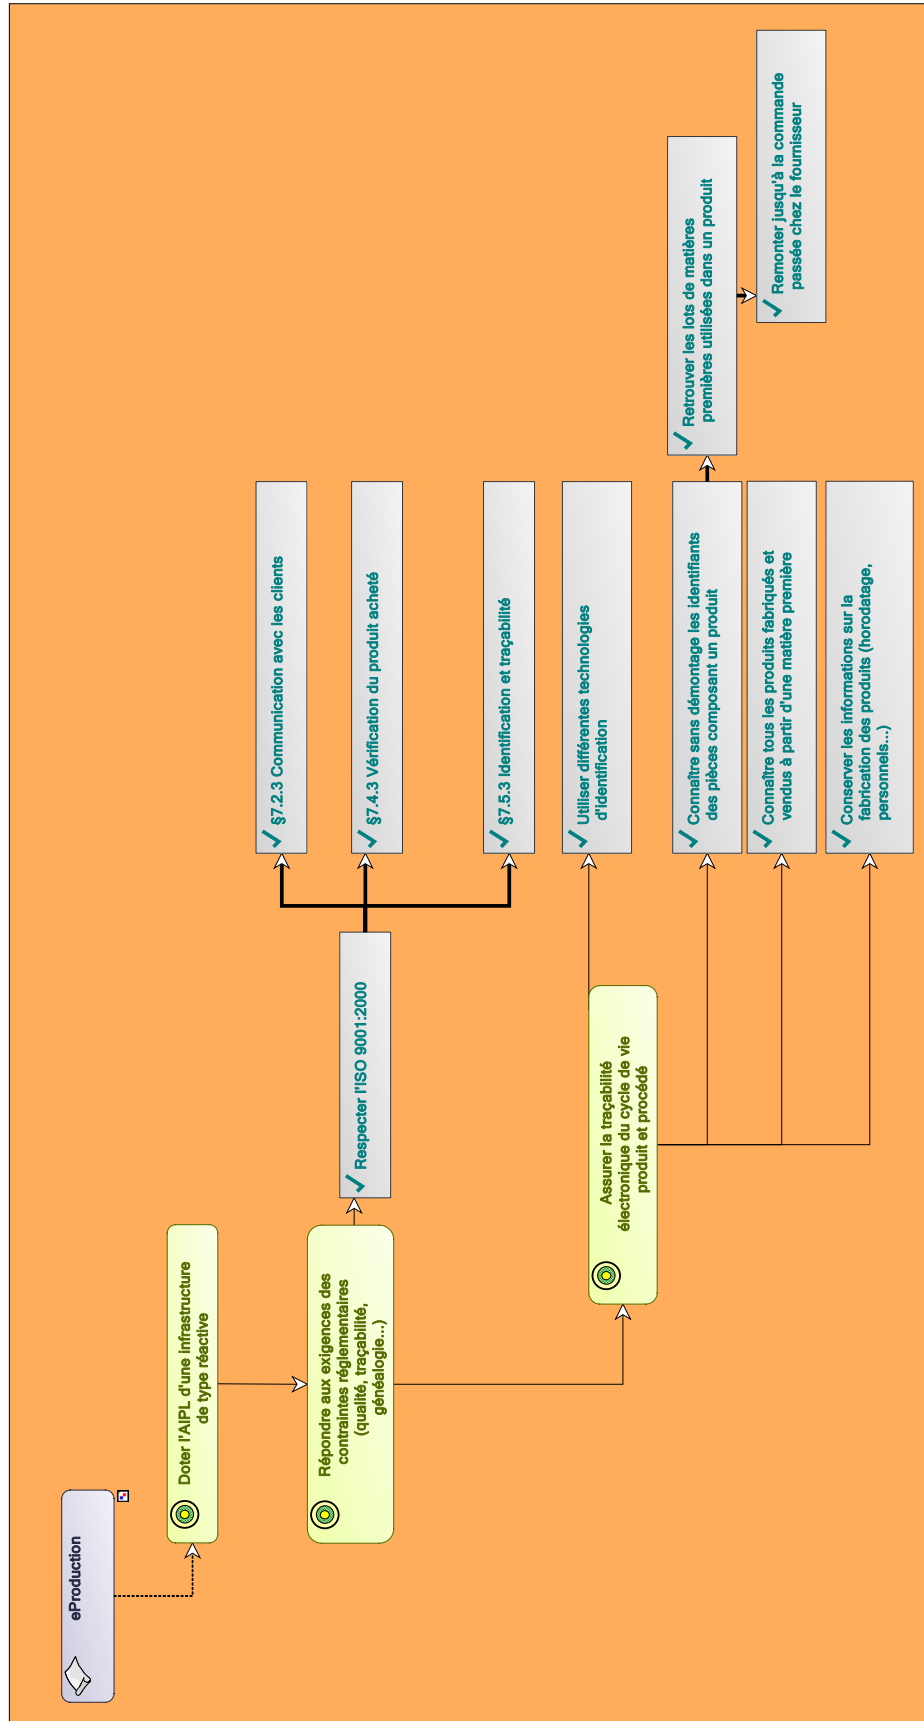 eProduction
Doter l'AIPL d'une infrastructure
de type réactive
Répondre aux exigences des
contraintes réglementaires
(qualité, traçabilité,
généalogie...)
Respecter l'ISO 9001:2000
§7.2.3 Communication avec les clients
§7.4.3 Vérification du produit acheté
§7.5.3 Identification et traçabilité
Assurer la traçabilité
électronique du cycle de vie
produit et procédé
Utiliser différentes technologies
d'identification
Connaître sans démontage les identifiants
des pièces composant un produit
Retrouver les lots de matières
premières utilisées dans un produit
Remonter jusqu'à la commande
passée chez le fournisseur
Connaître tous les produits fabriqués et
vendus à partir d'une matière première
Conserver les informations sur la
fabrication des produits (horodatage,
personnels...)